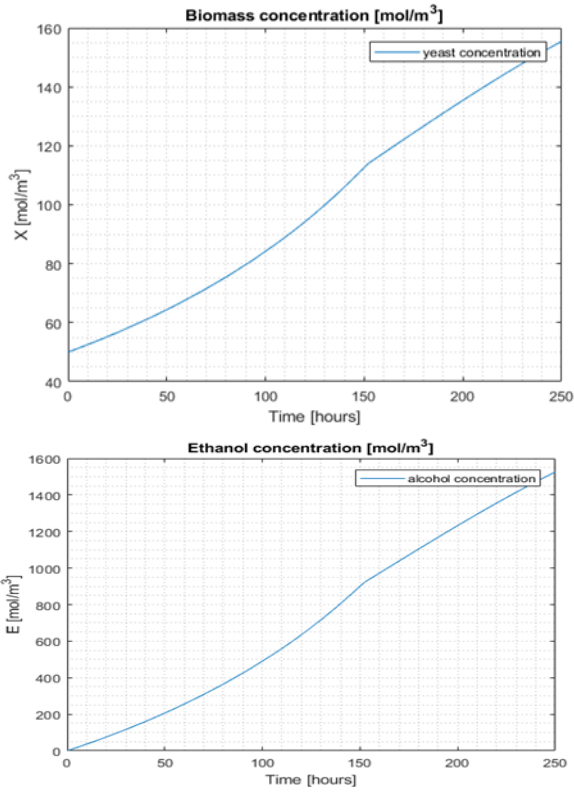 Biomass concentration [mol/m³]
160
yeast concentration
140
120
100
80
60
40
X [mol/m³]
0 50 100 150 200 250
Time [hours]
Ethanol concentration [mol/m³]
1600
alcohol concentration
1400
1200
1000
800
600
400
200
0
E [mol/m³]
0 50 100 150 200 250
Time [hours]